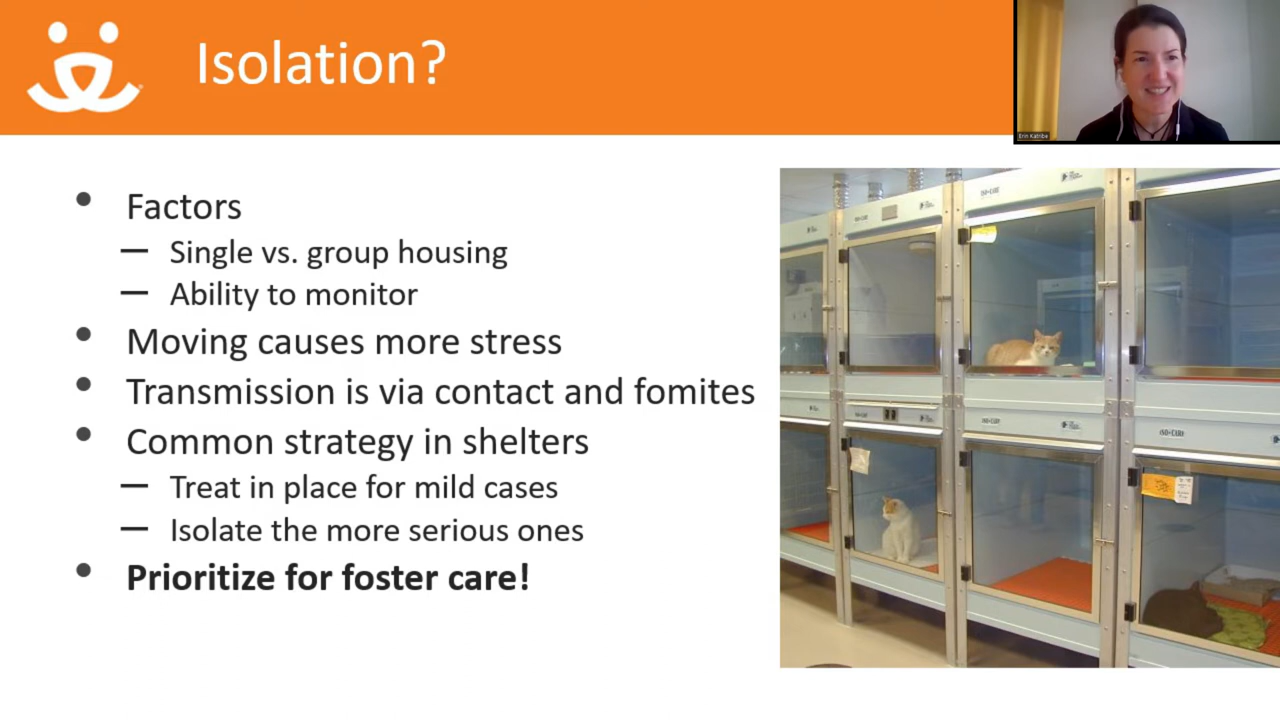 Isolation?
Erin Katribe
• Factors
— Single vs. group housing
— Ability to monitor
• Moving causes more stress
• Transmission is via contact and fomites
• Common strategy in shelters
— Treat in place for mild cases
— Isolate the more serious ones
• Prioritize for foster care!